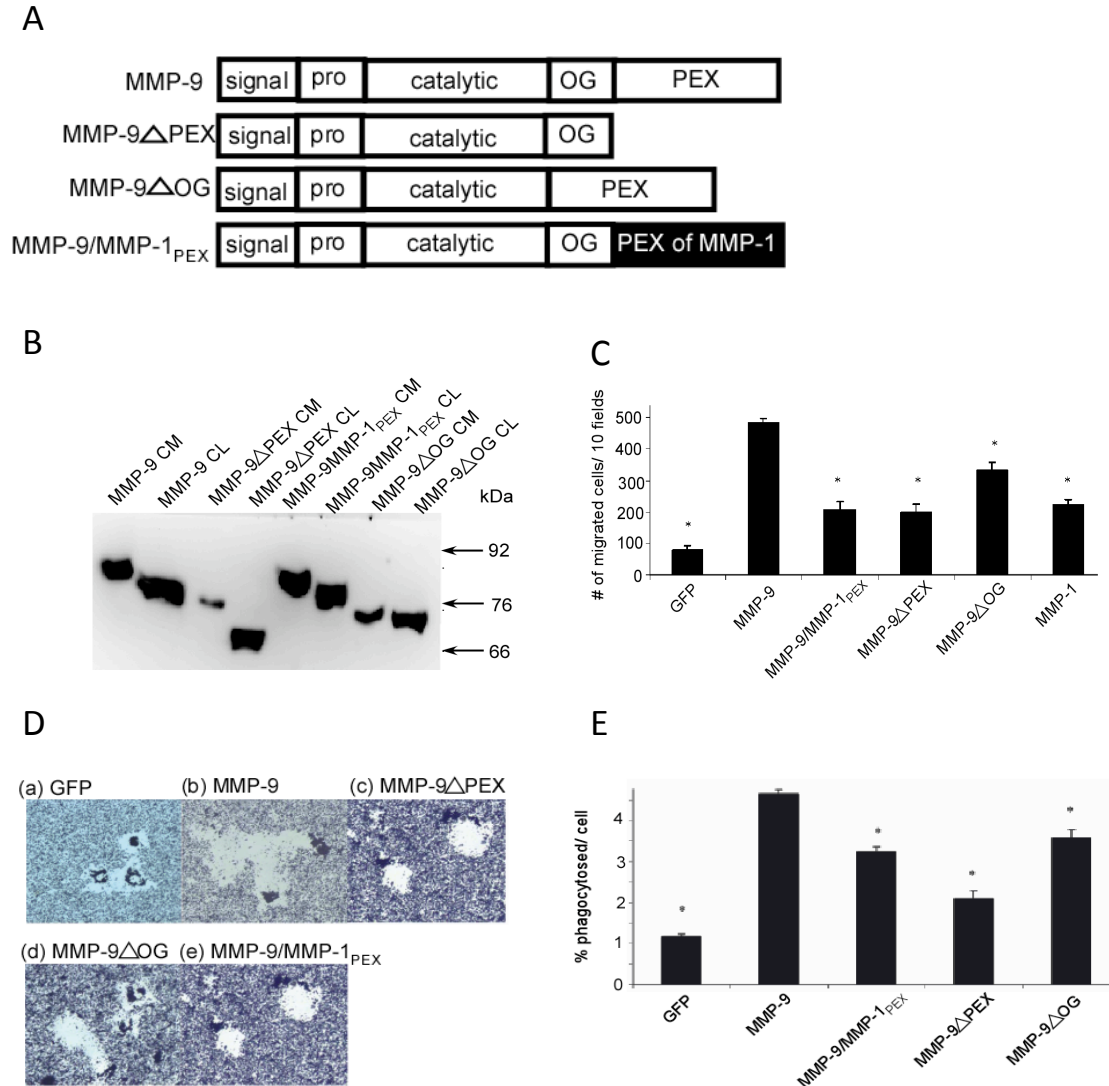 A
MMP-9 signal pro catalytic OG PEX
MMP-9△PEX signal pro catalytic OG
MMP-9△OG signal pro catalytic PEX
MMP-9/MMP-1PEX signal pro catalytic OG PEX of MMP-1
B
MMP-9 CM
MMP-9 CL
MMP-9△PEX CM
MMP-9△PEX CL
MMP-9MMP-1PEX CM
MMP-9MMP-1PEX CL
MMP-9△OG CM
MMP-9△OG CL
kDa
92
76
66
C
# of migrated cells/ 10 fields
500
400
300
200
100
0
* * * * *
GFP
MMP-9
MMP-9/MMP-1PEX
MMP-9△PEX
MMP-9△OG
MMP-1
D
(a) GFP
(b) MMP-9
(c) MMP-9△PEX
(d) MMP-9△OG
(e) MMP-9/MMP-1PEX
E
% phagocytosed/ cell
4
3
2
1
0
* * * *
GFP
MMP-9
MMP-9/MMP-1PEX
MMP-9△PEX
MMP-9△OG